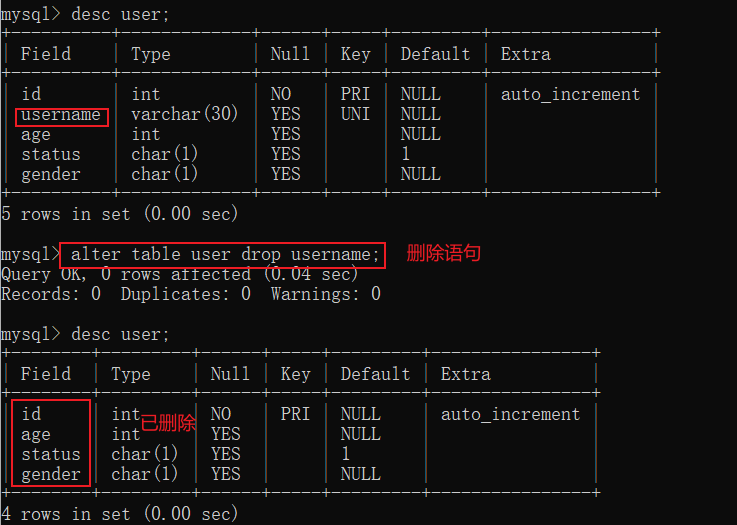 mysql> desc user;
+----------+-------------+------+-----+---------+----------------+
| Field    | Type        | Null | Key | Default | Extra          |
+----------+-------------+------+-----+---------+----------------+
| id       | int         | NO   | PRI | NULL    | auto_increment |
| username | varchar(30) | YES  | UNI | NULL    |                |
| age      | int         | YES  |     | NULL    |                |
| status   | char(1)     | YES  |     | 1       |                |
| gender   | char(1)     | YES  |     | NULL    |                |
+----------+-------------+------+-----+---------+----------------+
5 rows in set (0.00 sec)
mysql> alter table user drop username; 删除语句
Query OK, 0 rows affected (0.04 sec)
Records: 0  Duplicates: 0  Warnings: 0
mysql> desc user;
+--------+---------+------+-----+---------+----------------+
| Field  | Type    | Null | Key | Default | Extra          |
+--------+---------+------+-----+---------+----------------+
| id     | int     | NO   | PRI | NULL    | auto_increment |
已删除
| age    | int     | YES  |     | NULL    |                |
| status | char(1) | YES  |     | 1       |                |
| gender | char(1) | YES  |     | NULL    |                |
+--------+---------+------+-----+---------+----------------+
4 rows in set (0.00 sec)